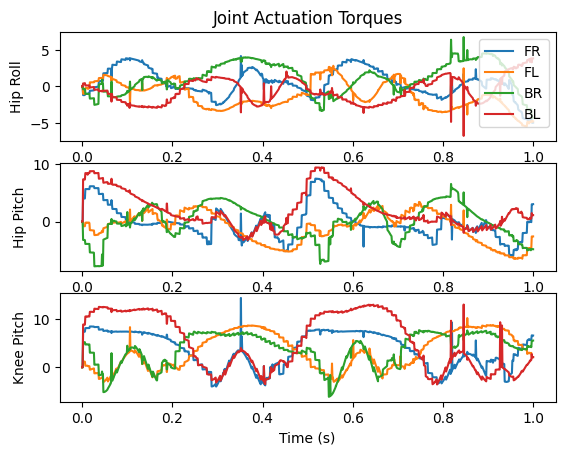 Joint Actuation Torques
Hip Roll
5
0
−5
FR
FL
BR
BL
0.0 0.2 0.4 0.6 0.8 1.0
Hip Pitch
10
0
0.0 0.2 0.4 0.6 0.8 1.0
Knee Pitch
10
0
0.0 0.2 0.4 0.6 0.8 1.0
Time (s)